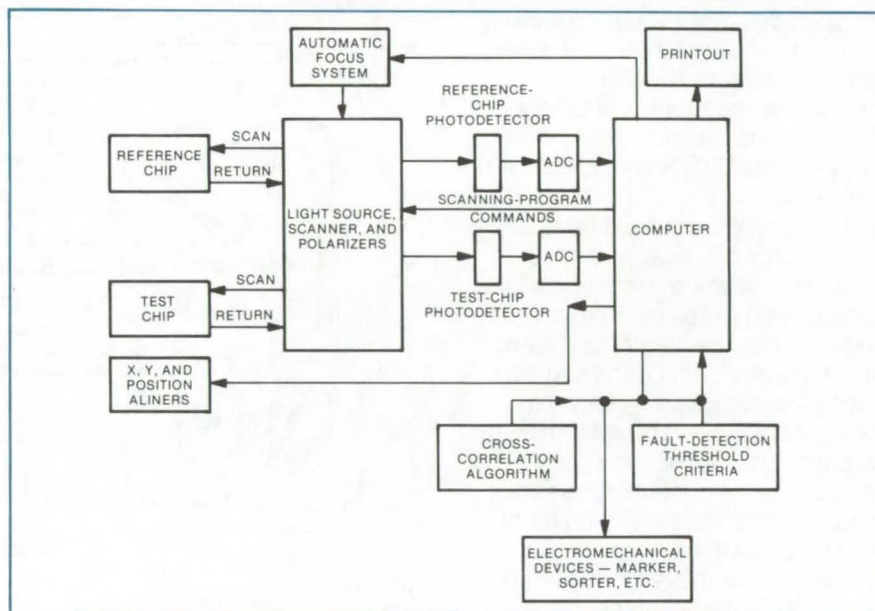 AUTOMATIC
FOCUS
SYSTEM
PRINTOUT
REFERENCE-
CHIP
PHOTODETECTOR
SCAN
REFERENCE
CHIP
RETURN
ADC
LIGHT SOURCE,
SCANNER, AND
POLARIZERS
SCANNING-PROGRAM
COMMANDS
COMPUTER
SCAN
TEST
CHIP
RETURN
ADC
TEST-CHIP
PHOTODETECTOR
X, Y, AND
POSITION
ALINERS
CROSS-
CORRELATION
ALGORITHM
FAULT-DETECTION
THRESHOLD
CRITERIA
ELECTROMECHANICAL
DEVICES — MARKER,
SORTER, ETC.